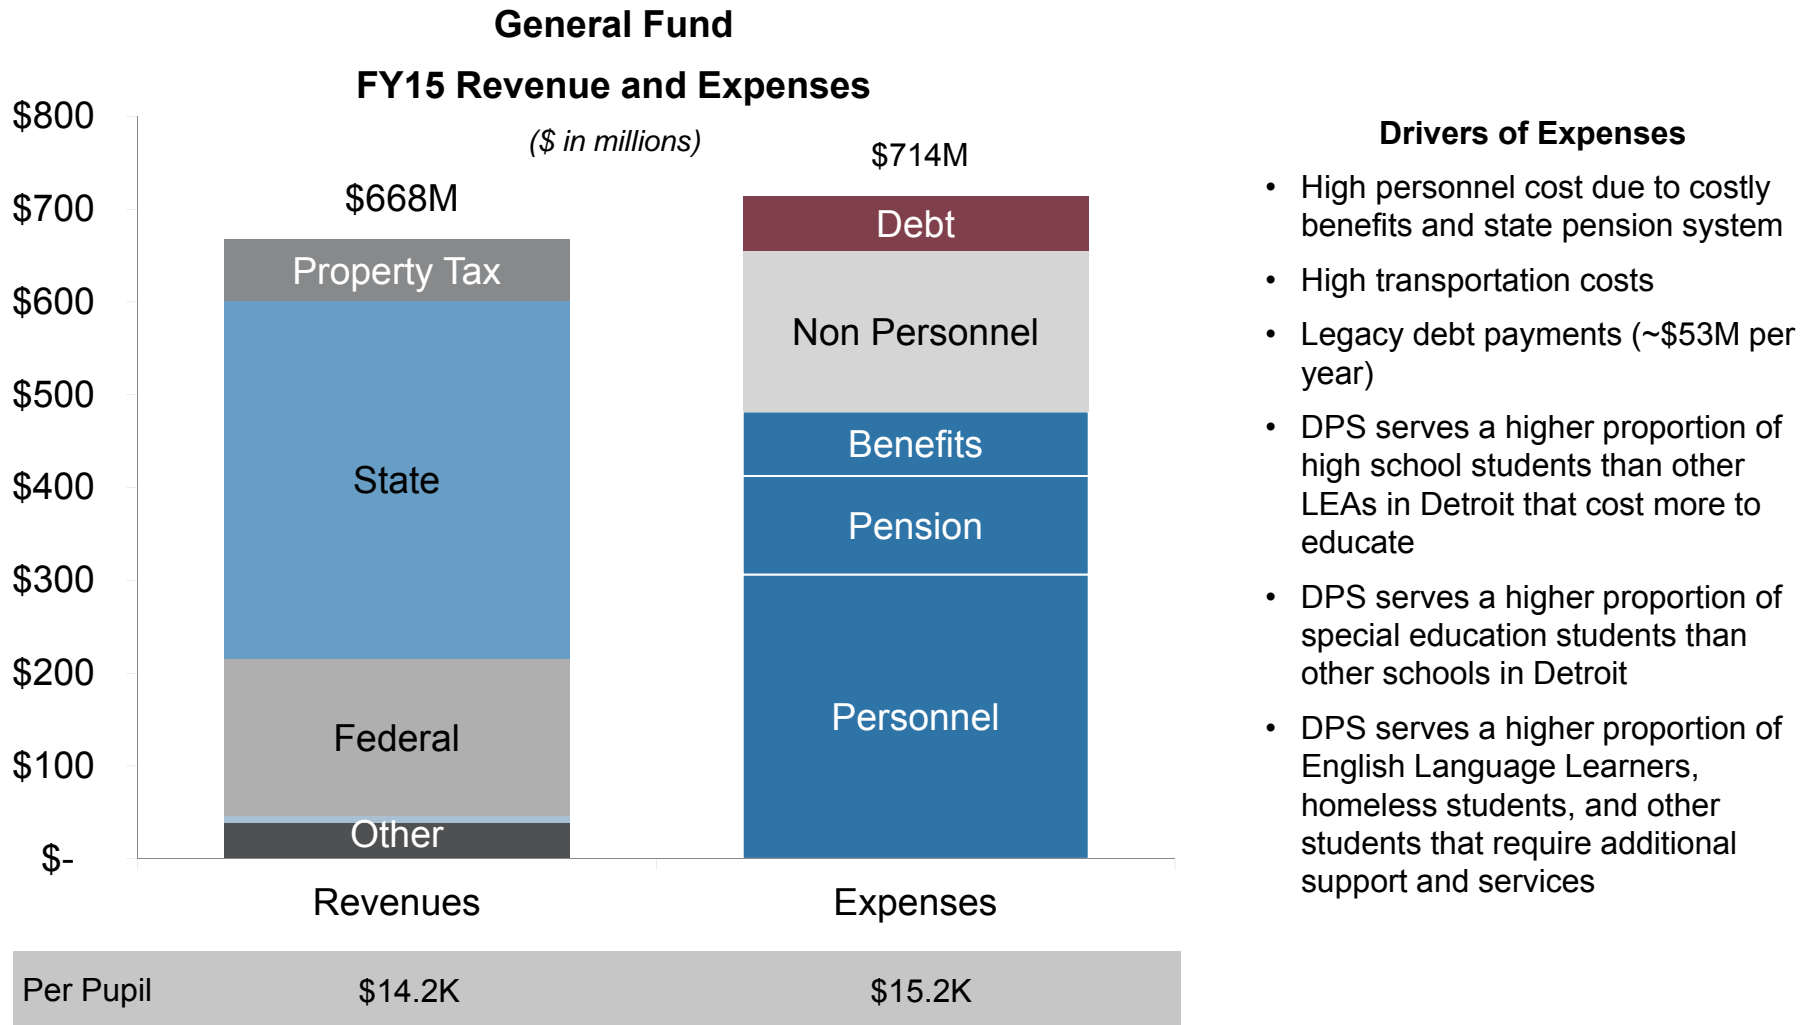 General Fund
FY15 Revenue and Expenses
($ in millions)
$800
$700
$600
$500
$400
$300
$200
$100
$-
$668M
Property Tax
State
Federal
Other
$714M
Debt
Non Personnel
Benefits
Pension
Personnel
Revenues
Expenses
Per Pupil
$14.2K
$15.2K
Drivers of Expenses
• High personnel cost due to costly
benefits and state pension system
• High transportation costs
• Legacy debt payments (~$53M per
year)
• DPS serves a higher proportion of
high school students than other
LEAs in Detroit that cost more to
educate
• DPS serves a higher proportion of
special education students than
other schools in Detroit
• DPS serves a higher proportion of
English Language Learners,
homeless students, and other
students that require additional
support and services